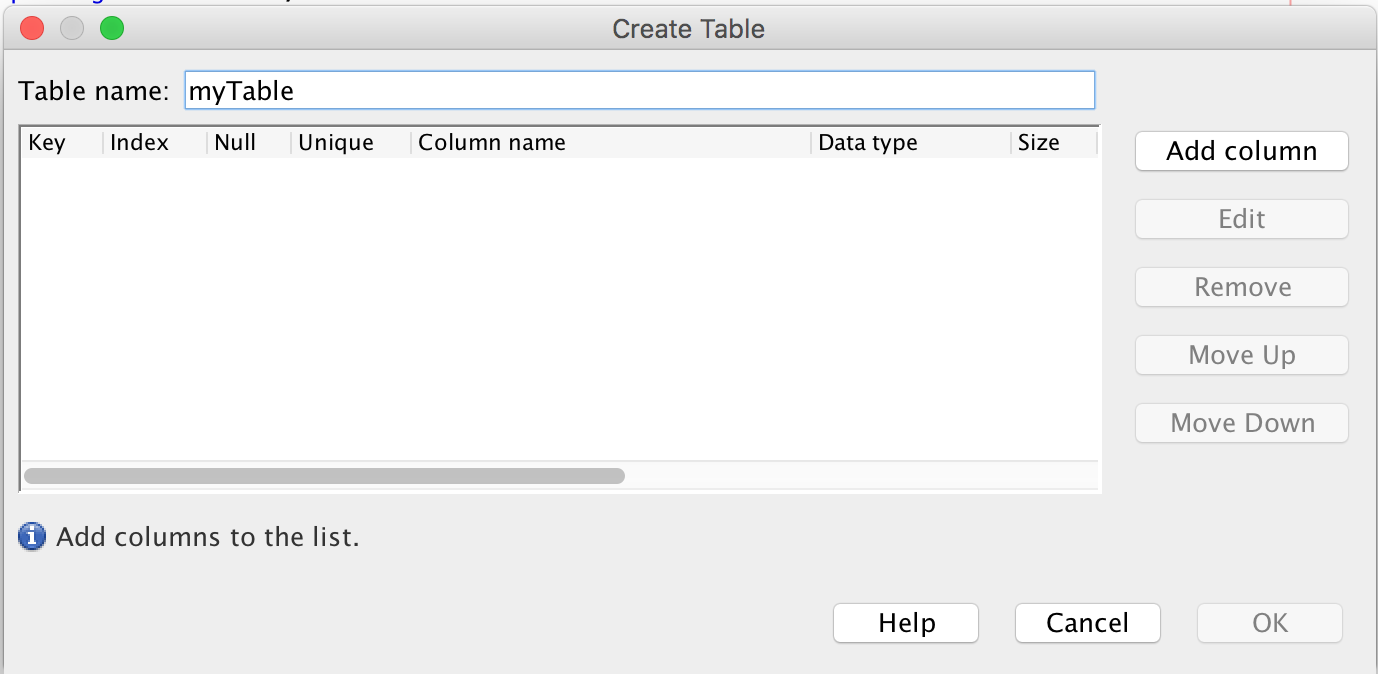 Create Table
Table name: myTable
Key Index Null Unique Column name Data type Size
Add column
Edit
Remove
Move Up
Move Down
Add columns to the list.
Help Cancel OK